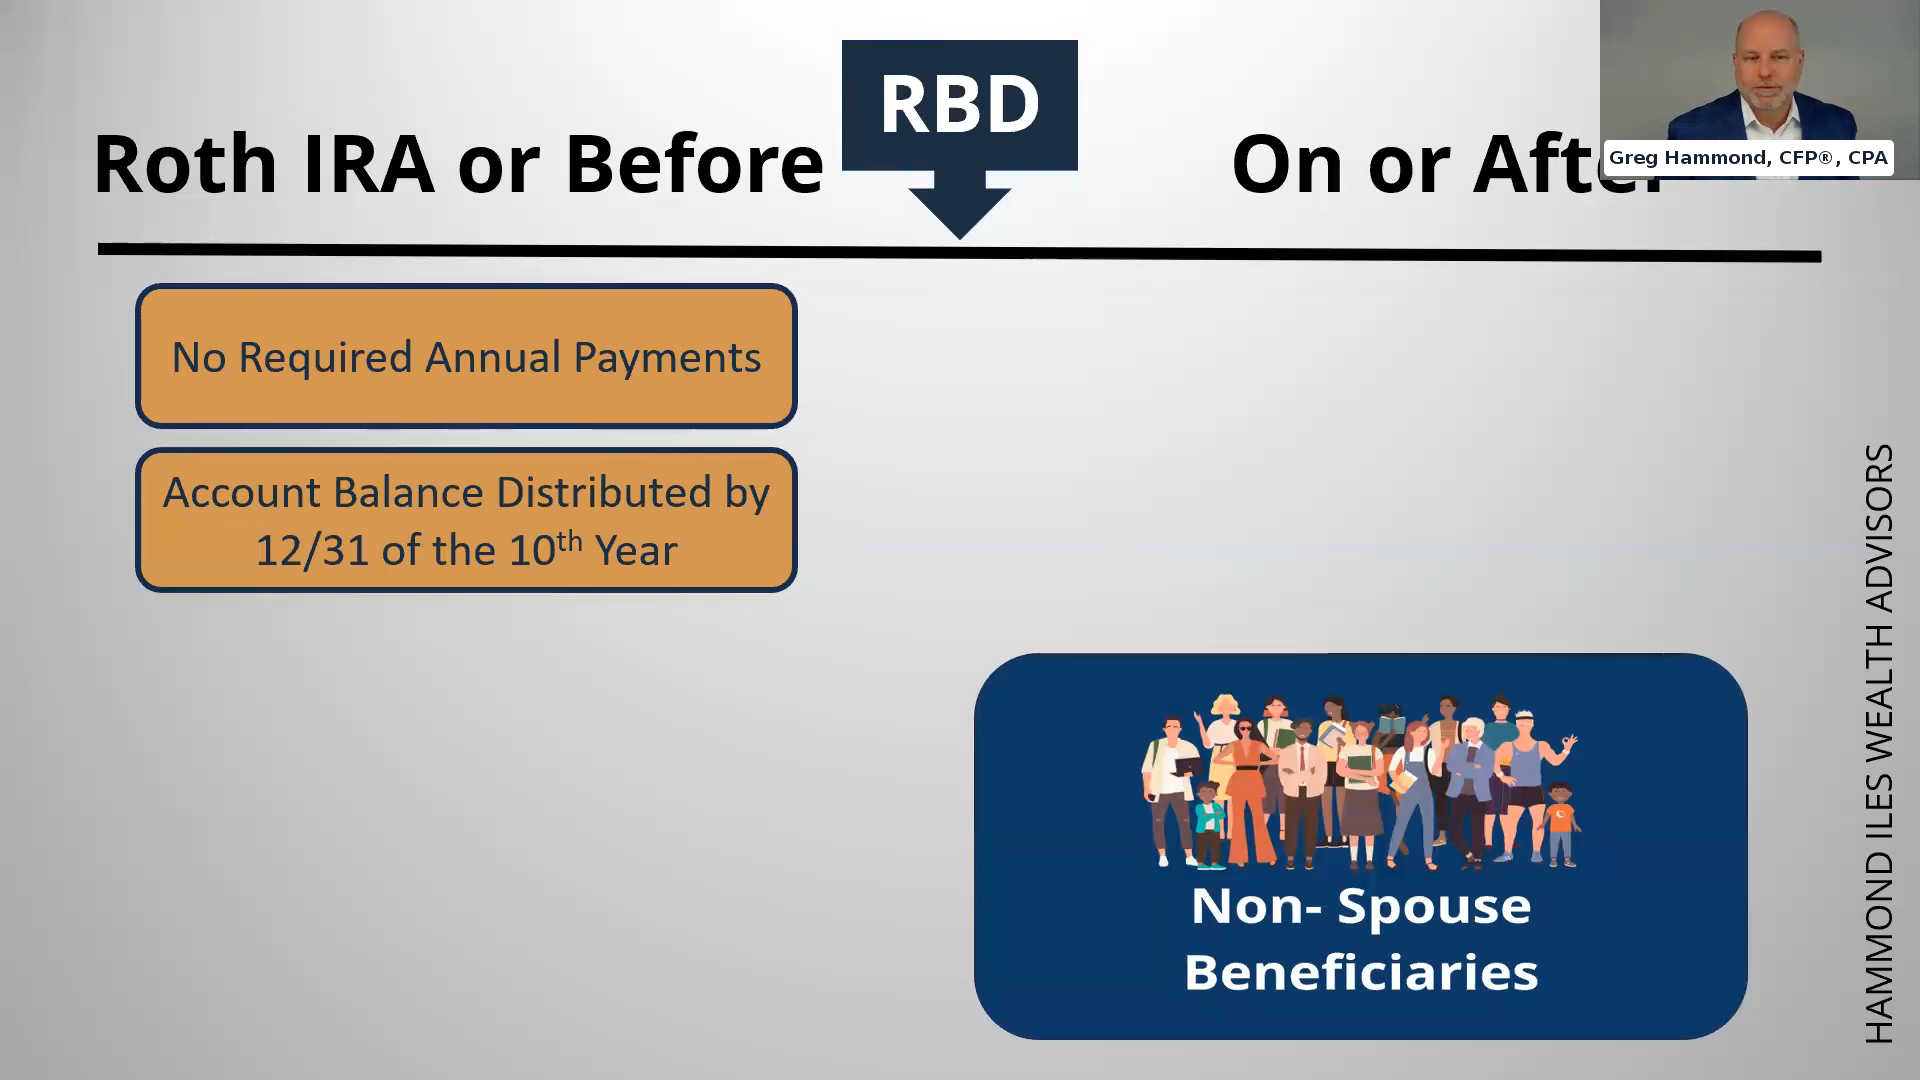 RBD
Roth IRA or Before
On or After
Greg Hammond, CFP®, CPA
No Required Annual Payments
Account Balance Distributed by
12/31 of the 10th Year
Non- Spouse
Beneficiaries
HAMMOND ILES WEALTH ADVISORS